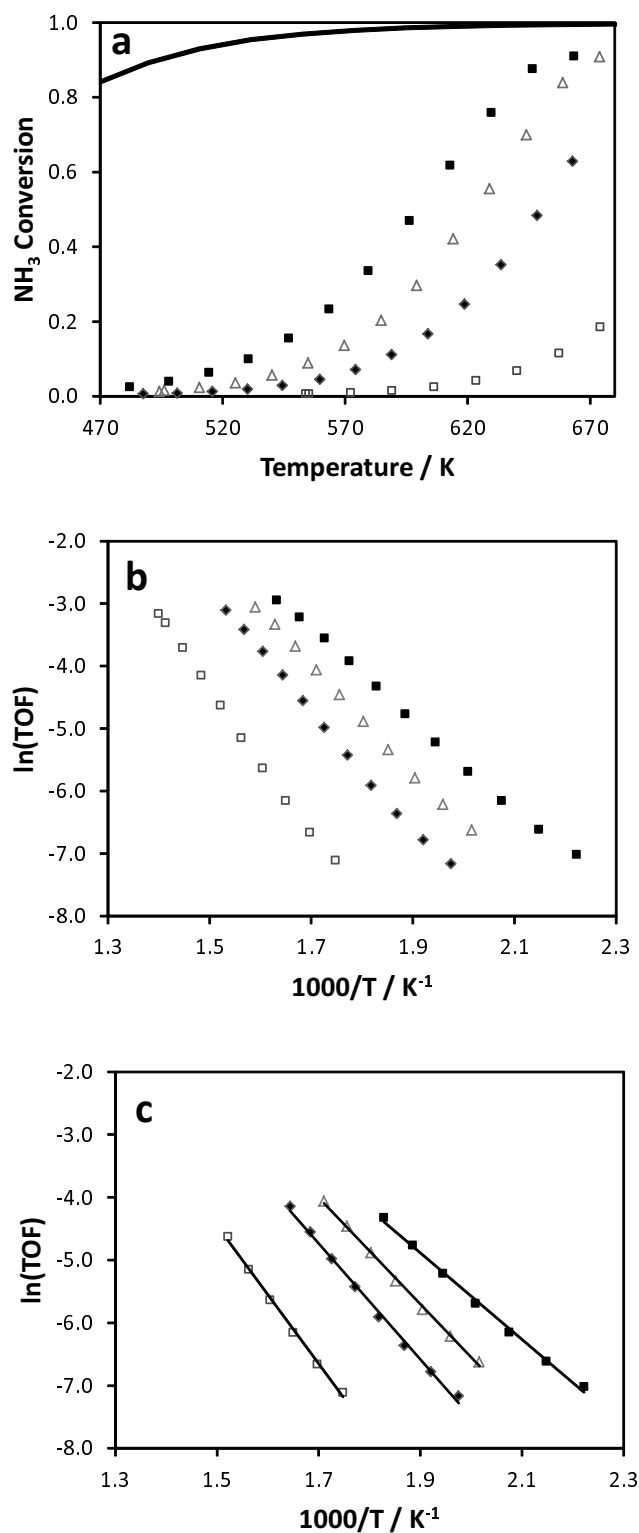 a
1.0
0.8
0.6
0.4
0.2
0.0
NH₃ Conversion
470 520 570 620 670
Temperature / K
b
-2.0
-3.0
-4.0
-5.0
-6.0
-7.0
-8.0
ln(TOF)
1.3 1.5 1.7 1.9 2.1 2.3
1000/T / K⁻¹
c
-2.0
-3.0
-4.0
-5.0
-6.0
-7.0
-8.0
ln(TOF)
1.3 1.5 1.7 1.9 2.1 2.3
1000/T / K⁻¹